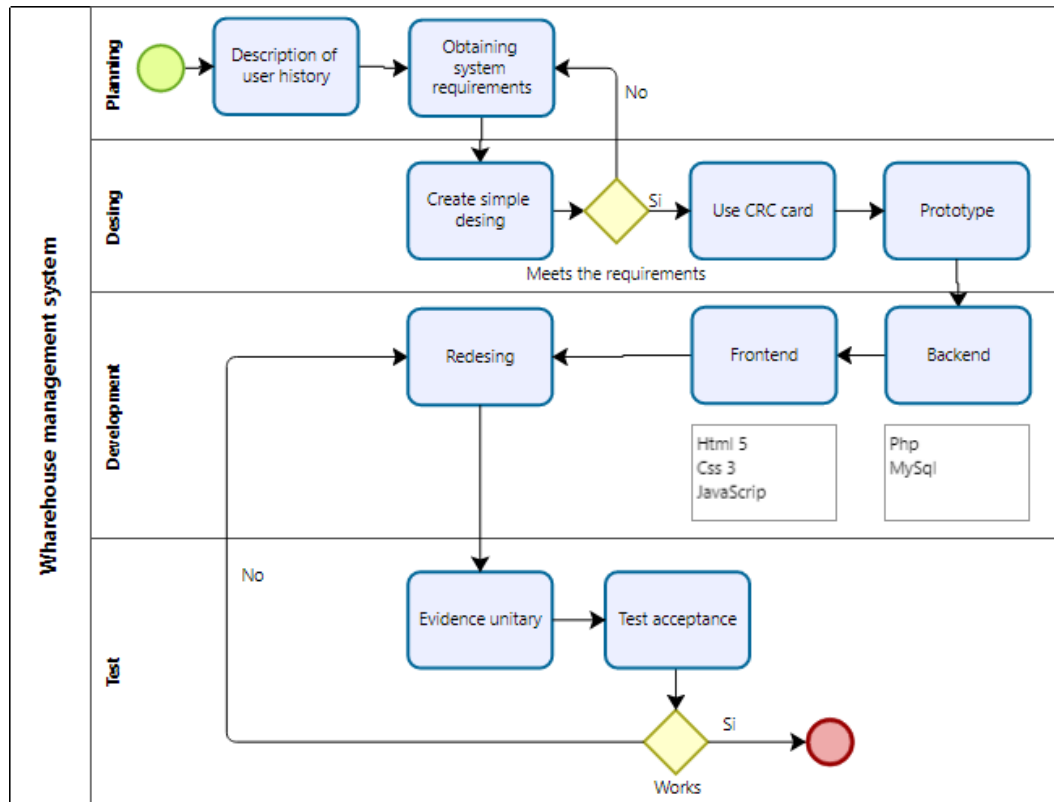 Wharehouse management system
Planning
Description of
user history
Obtaining
system
requirements
No
Desing
Create simple
desing
Si
Use CRC card
Prototype
Meets the requirements
Development
Redesing
Frontend
Backend
Html 5
Css 3
JavaScrip
Php
MySql
Test
No
Evidence unitary
Test acceptance
Si
Works